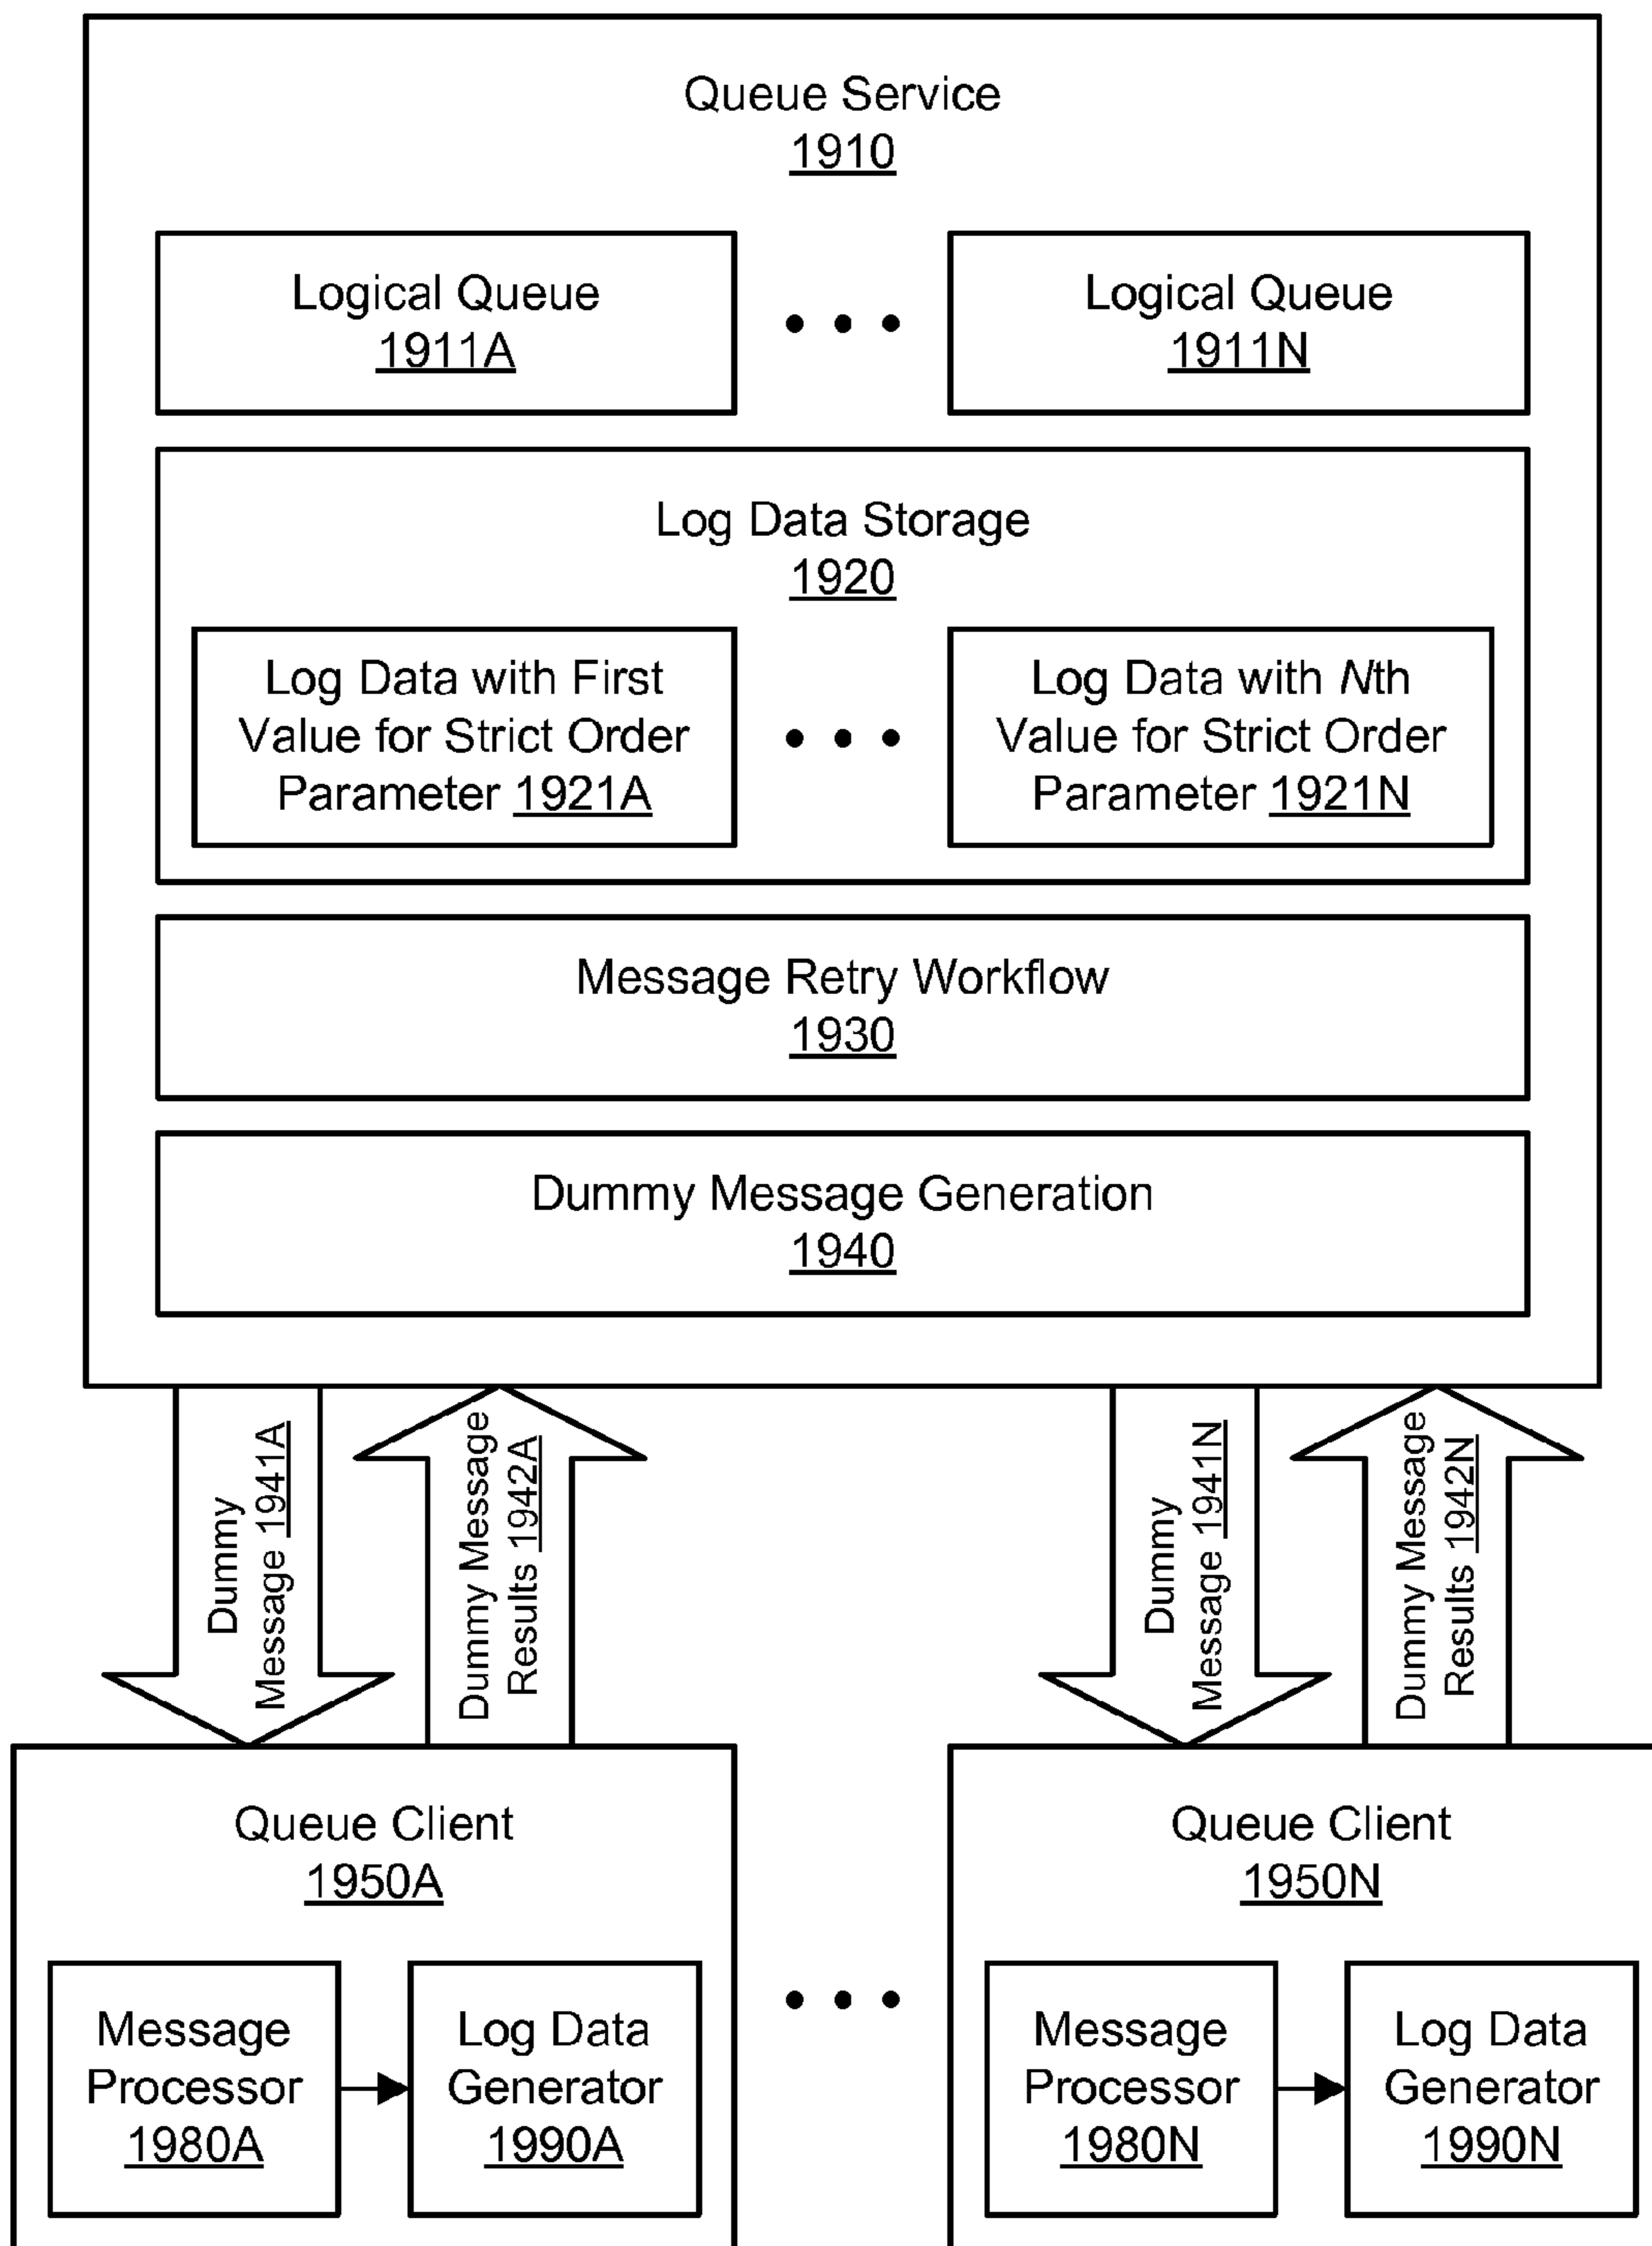 Queue Service
1910
Logical Queue
1911A
Logical Queue
1911N
Log Data Storage
1920
Log Data with First
Value for Strict Order
Parameter 1921A
Log Data with Nth
Value for Strict Order
Parameter 1921N
Message Retry Workflow
1930
Dummy Message Generation
1940
Dummy
Message 1941A
Dummy Message
Results 1942A
Dummy
Message 1941N
Dummy Message
Results 1942N
Queue Client
1950A
Message
Processor
1980A
Log Data
Generator
1990A
Queue Client
1950N
Message
Processor
1980N
Log Data
Generator
1990N